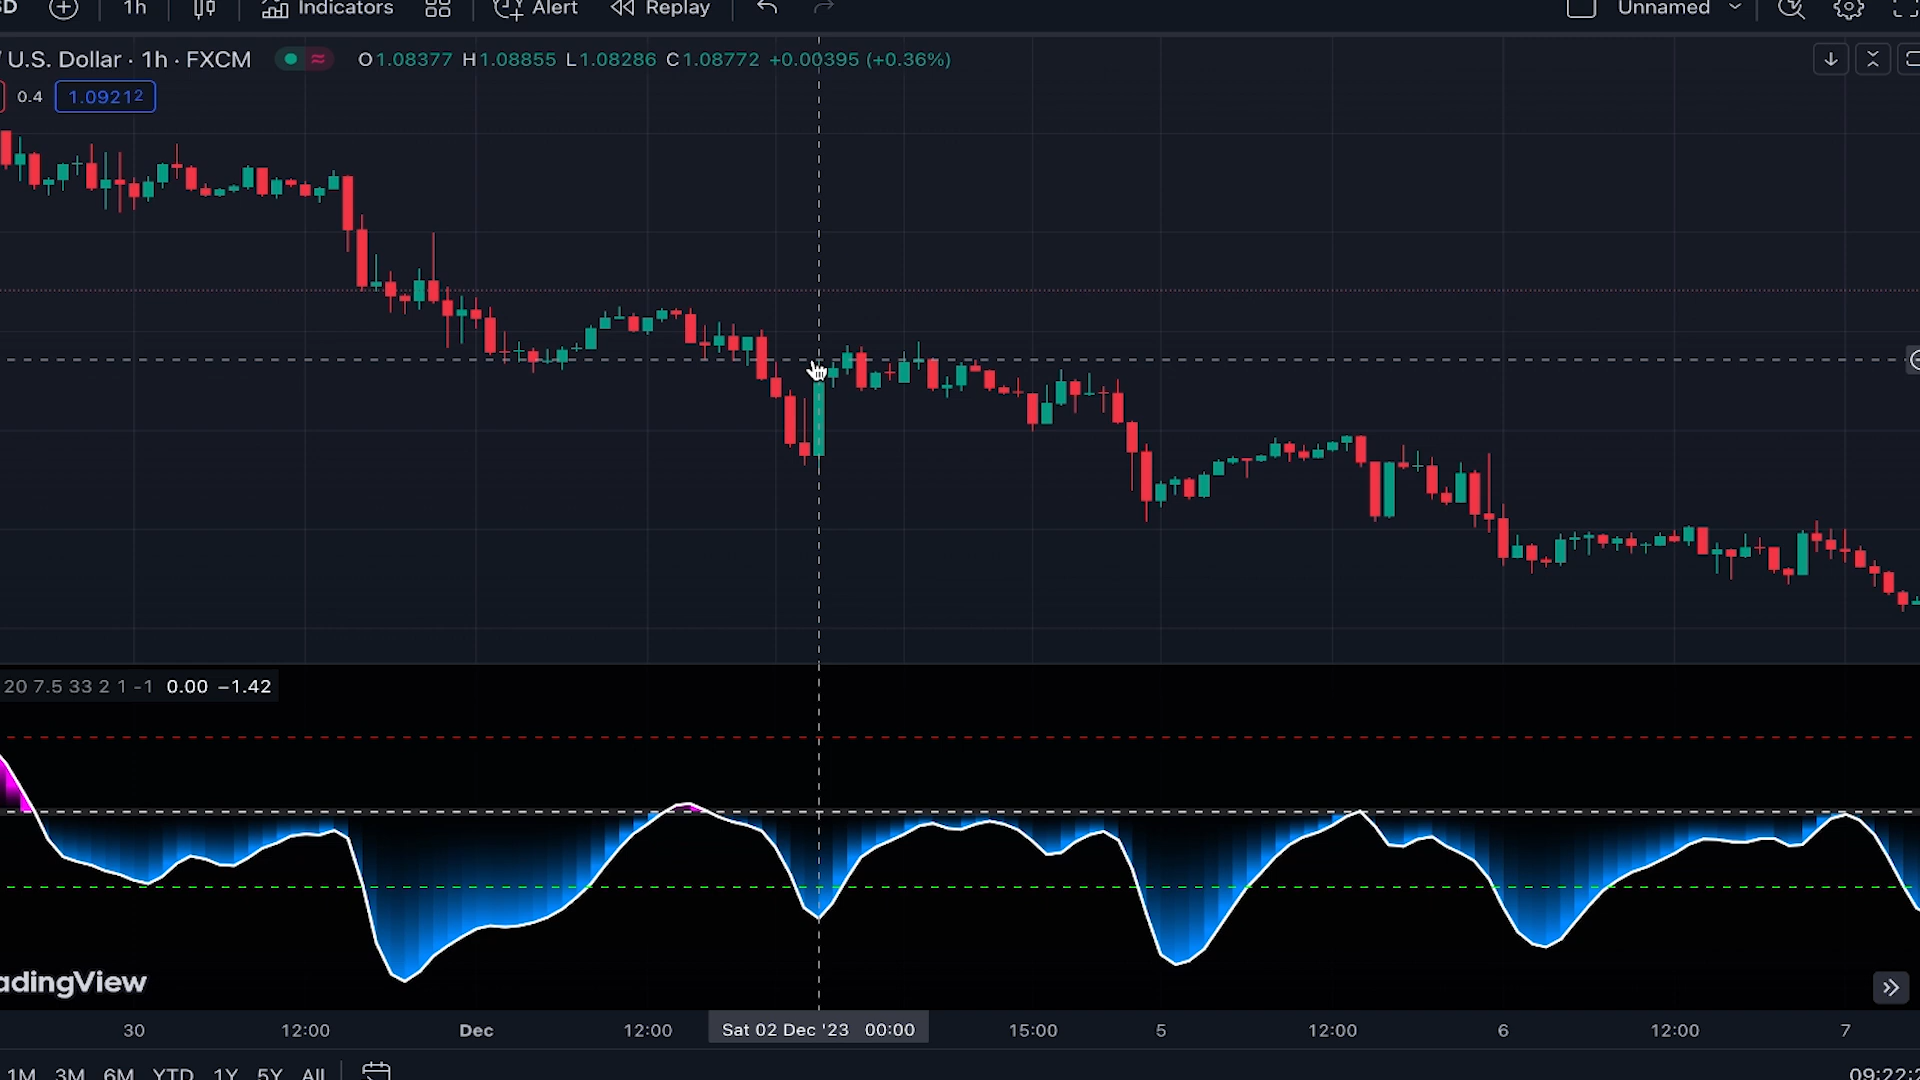 D 1h Indicators Alert Replay Unnamed
U.S. Dollar · 1h · FXCM O1.08377 H1.08855 L1.08286 C1.08772 +0.00395 (+0.36%)
0.4 1.09212
20 7.5 33 2 1 -1 0.00 −1.42
adingView
30 12:00 Dec 12:00 Sat 02 Dec '23 00:00 15:00 5 12:00 6 12:00 7
1M 3M 6M YTD 1Y 5Y All 09:22: